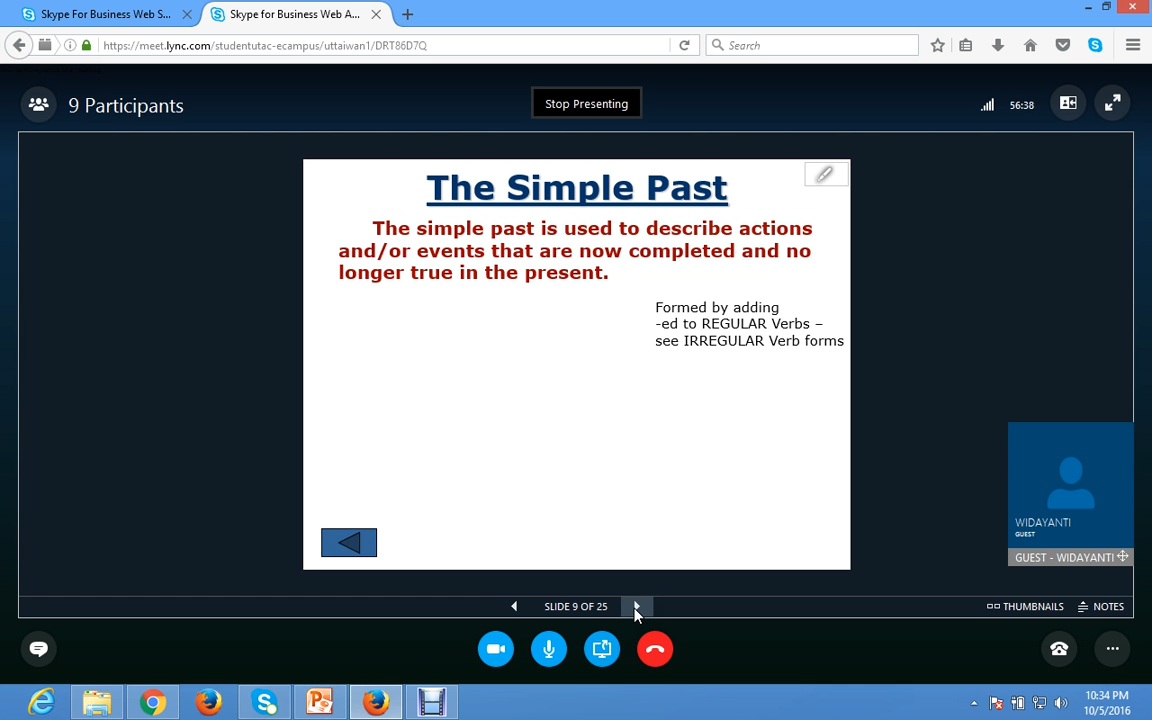 Skype For Business Web S...
Skype for Business Web A...
https://meet.lync.com/studentutac-ecampus/uttaiwan1/DRT86D7Q
Search
9 Participants
Stop Presenting
56:38
The Simple Past
The simple past is used to describe actions
and/or events that are now completed and no
longer true in the present.
Formed by adding
-ed to REGULAR Verbs –
see IRREGULAR Verb forms
WIDAYANTI
GUEST
GUEST - WIDAYANTI
SLIDE 9 OF 25
THUMBNAILS
NOTES
10:34 PM
10/5/2016